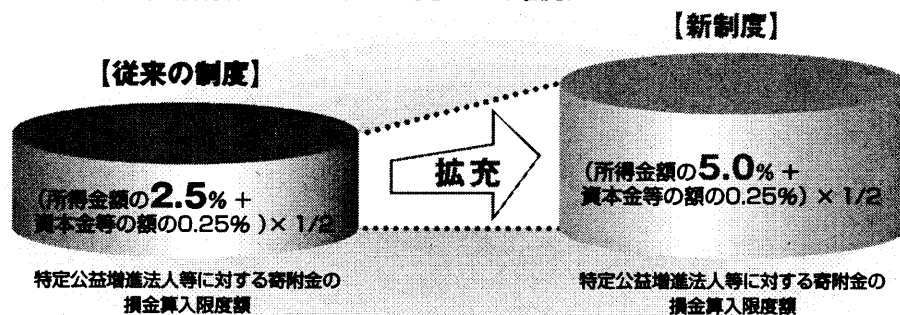 【従来の制度】
(所得金額の2.5%+
資本金等の額の0.25%)×1/2
特定公益増進法人等に対する寄附金の
損金算入限度額
拡充
【新制度】
(所得金額の5.0%+
資本金等の額の0.25%)×1/2
特定公益増進法人等に対する寄附金の
損金算入限度額